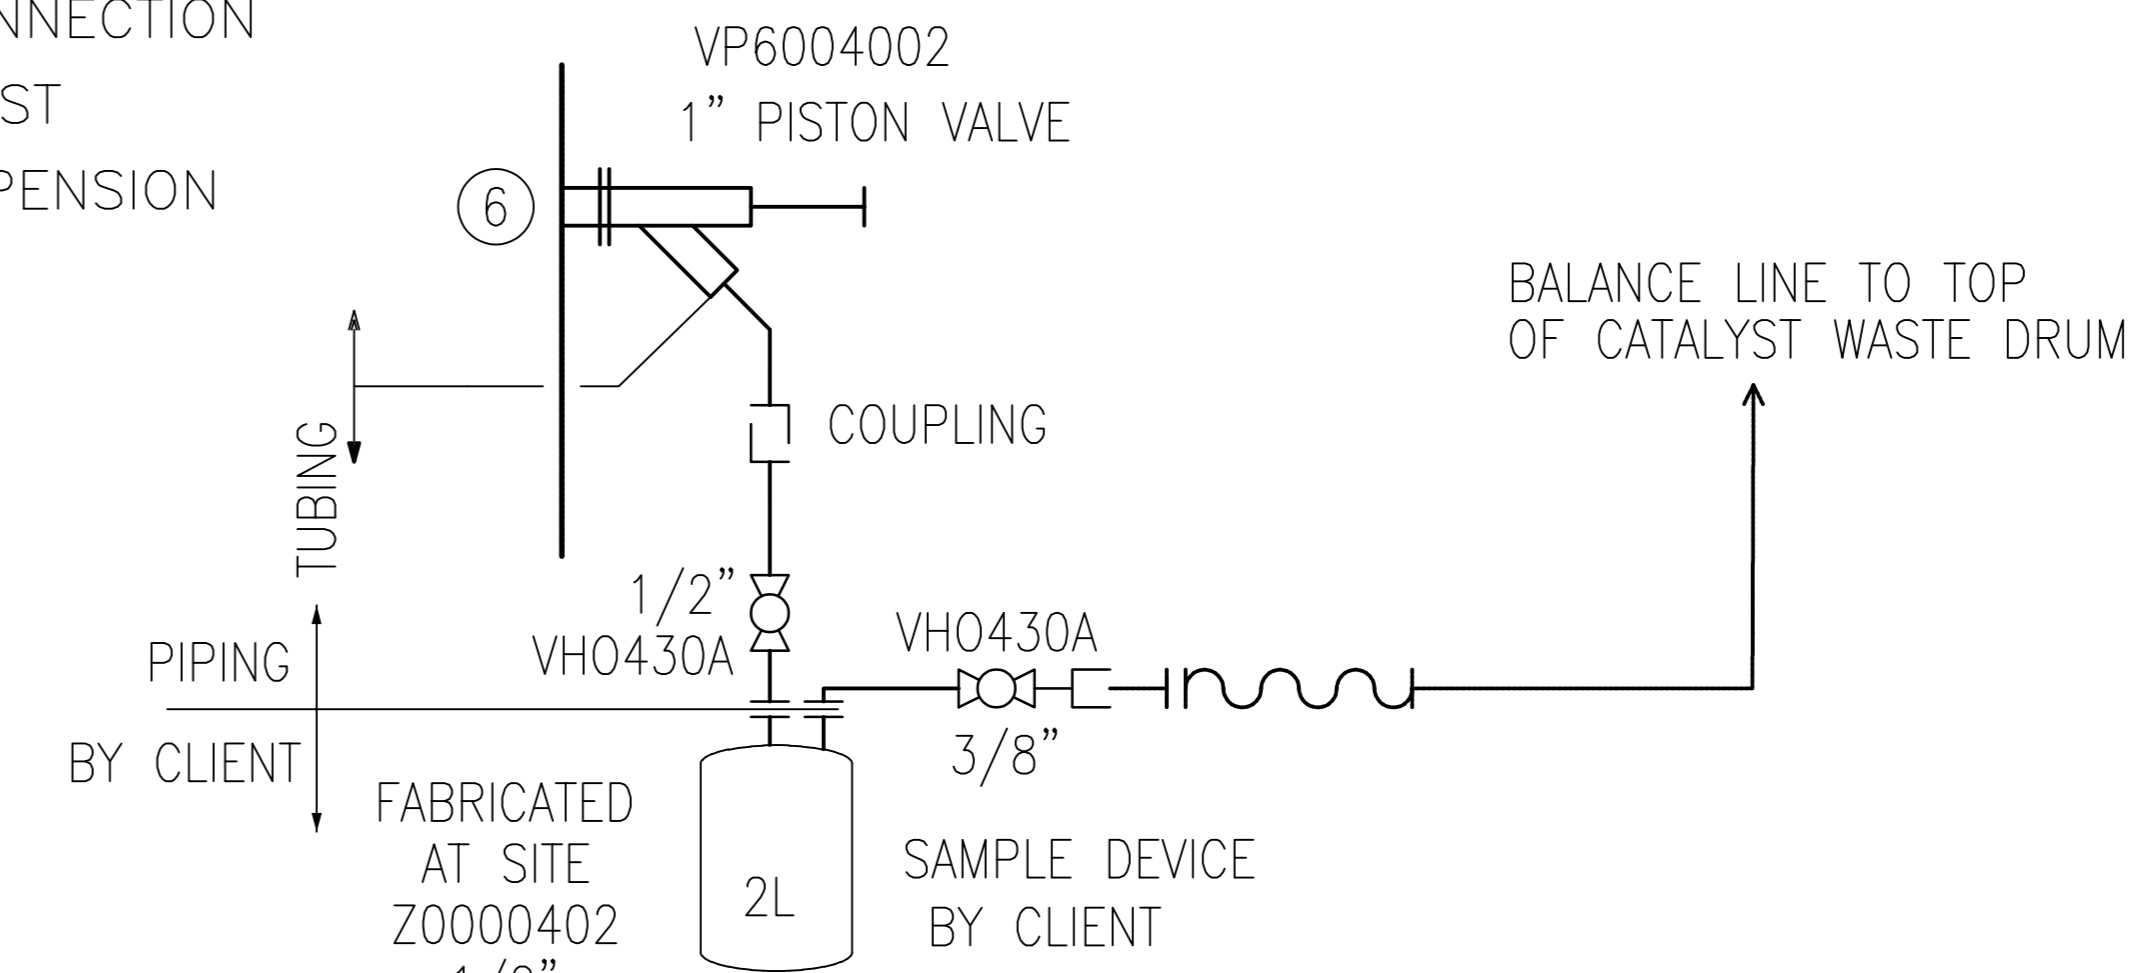 NNECTION
ST
PENSION
VP6004002
1” PISTON VALVE
6
BALANCE LINE TO TOP
OF CATALYST WASTE DRUM
COUPLING
TUBING
1/2”
VH0430A
VH0430A
3/8”
PIPING
BY CLIENT
FABRICATED
AT SITE
Z0000402
2L
SAMPLE DEVICE
BY CLIENT